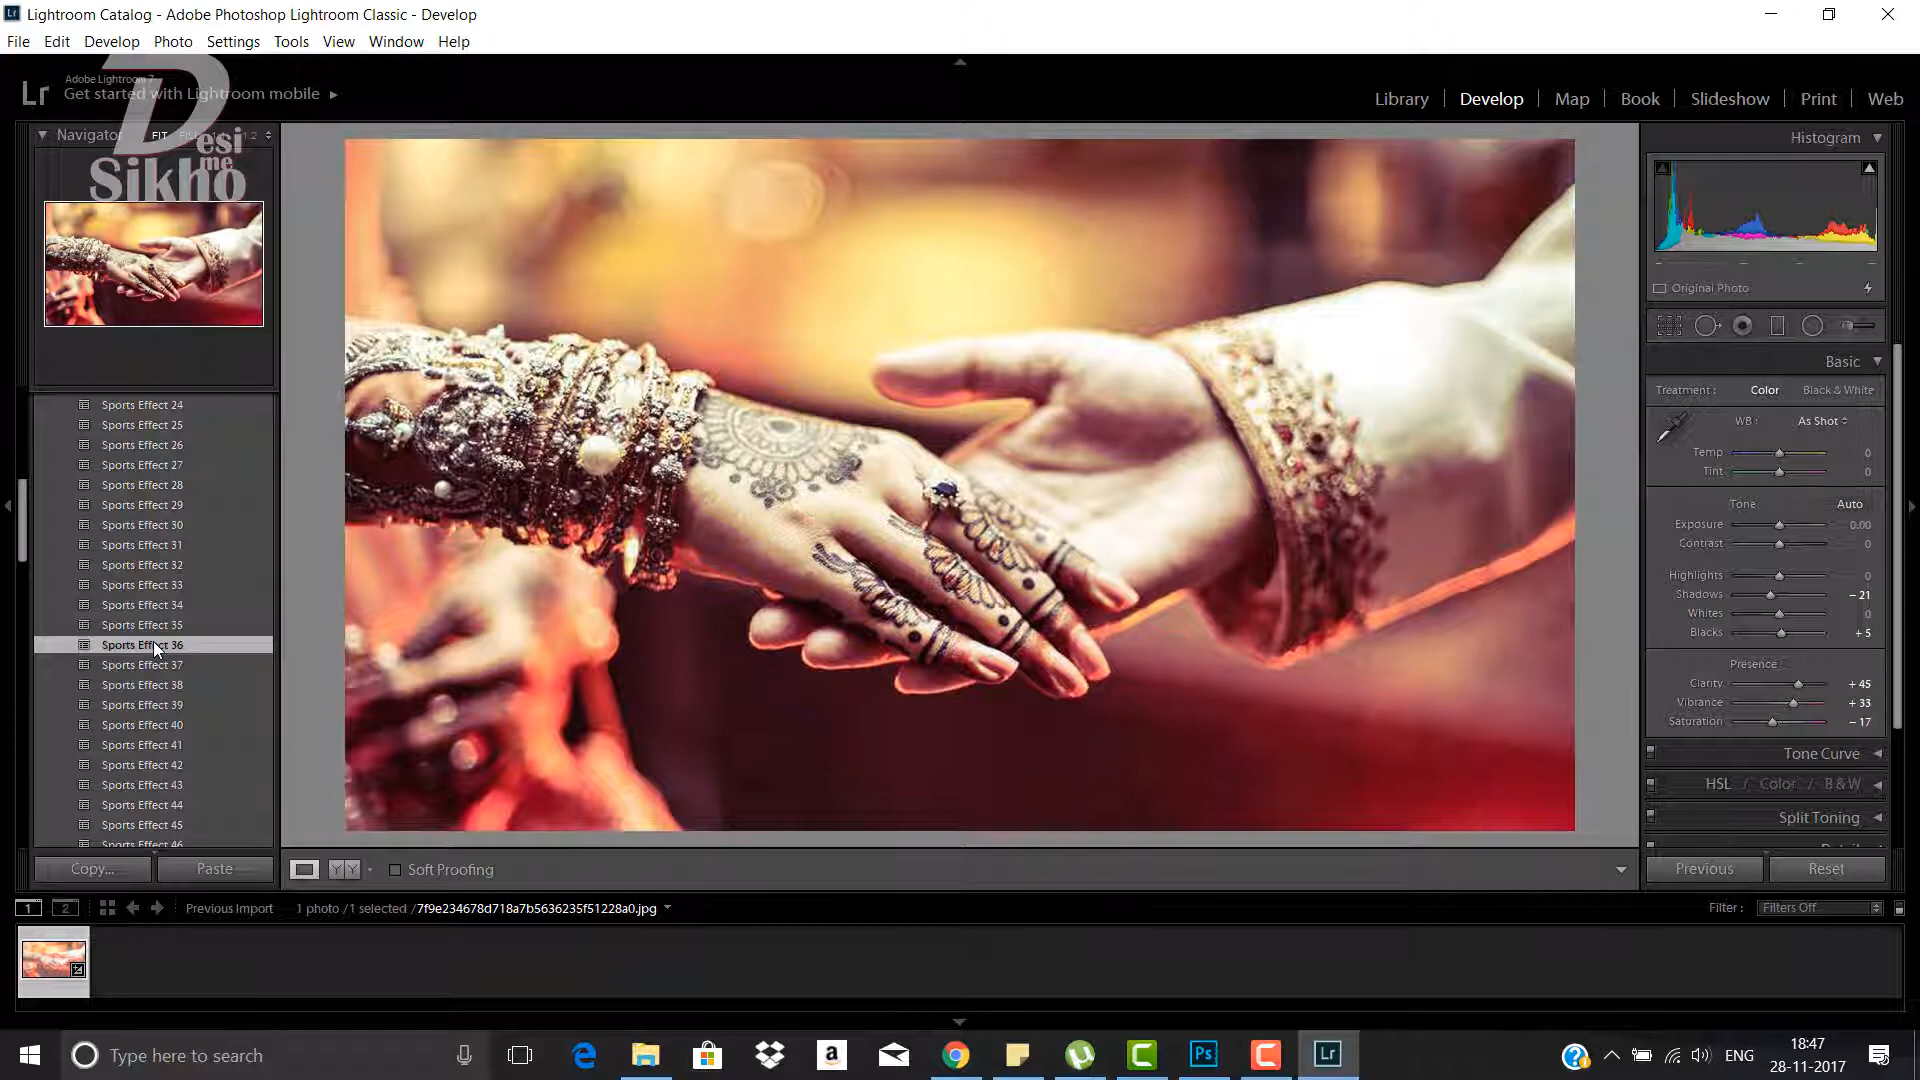 Lightroom Catalog - Adobe Photoshop Lightroom Classic - Develop
File Edit Develop Photo Settings Tools View Window Help
Adobe Lightroom 7
Lr Get started with Lightroom mobile
Library Develop Map Book Slideshow Print Web
Navigator FIT
Desi me Sikho
Histogram
Original Photo
Basic
Treatment : Color Black & White
WB : As Shot
Temp 0
Tint 0
Tone Auto
Exposure 0.00
Contrast 0
Highlights 0
Shadows - 21
Whites 0
Blacks + 5
Presence
Clarity + 45
Vibrance + 33
Saturation - 17
Tone Curve
HSL / Color / B & W
Split Toning
Sports Effect 24
Sports Effect 25
Sports Effect 26
Sports Effect 27
Sports Effect 28
Sports Effect 29
Sports Effect 30
Sports Effect 31
Sports Effect 32
Sports Effect 33
Sports Effect 34
Sports Effect 35
Sports Effect 36
Sports Effect 37
Sports Effect 38
Sports Effect 39
Sports Effect 40
Sports Effect 41
Sports Effect 42
Sports Effect 43
Sports Effect 44
Sports Effect 45
Sports Effect 46
Copy... Paste
Y Y Soft Proofing
Previous Reset
1 2 Previous Import 1 photo / 1 selected / 7f9e234678d718a7b5636235f51228a0.jpg
Filter : Filters Off
Type here to search
a Ps Lr
ENG
18:47
28-11-2017